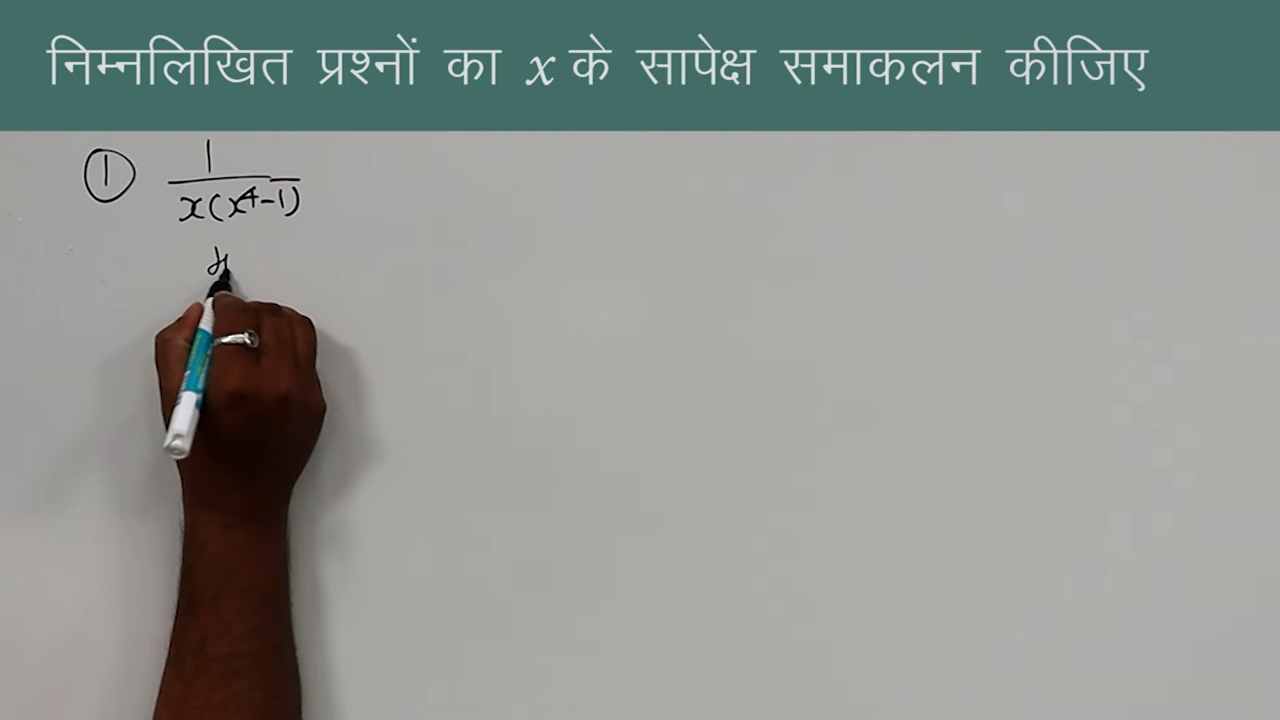 निम्नलिखित प्रश्नों का x के सापेक्ष समाकलन कीजिए
① 1
x(x⁴-1)